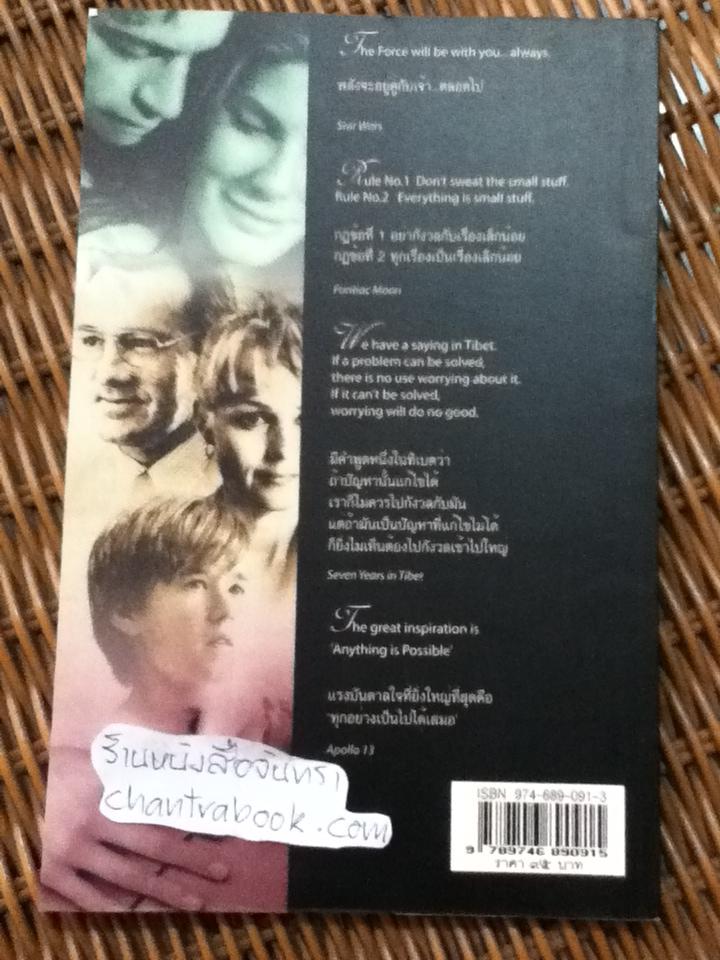 The Force will be with you...always.
พลังจะอยู่คู่กับเจ้า...ตลอดไป
Star Wars
Rule No.1 Don't sweat the small stuff.
Rule No.2 Everything is small stuff.
กฎข้อที่ 1 อย่ากังวลกับเรื่องเล็กน้อย
กฎข้อที่ 2 ทุกเรื่องเป็นเรื่องเล็กน้อย
Pontiac Moon
We have a saying in Tibet.
If a problem can be solved,
there is no use worrying about it.
If it can't be solved,
worrying will do no good.
มีคำพูดหนึ่งในทิเบตว่า
ถ้าปัญหานั้นแก้ไขได้
เราก็ไม่ควรไปกังวลกับมัน
แต่ถ้ามันเป็นปัญหาที่แก้ไขไม่ได้
ก็ยิ่งไม่เห็นต้องไปกังวลเข้าไปใหญ่
Seven Years in Tibet
The great inspiration is
'Anything is Possible'
แรงบันดาลใจที่ยิ่งใหญ่ที่สุดคือ
'ทุกอย่างเป็นไปได้เสมอ'
Apollo 13
ร้านหนังสือจันทรา
chantrabook.com
ISBN 974-689-091-3
9 789746 890915
ราคา ๙๕ บาท